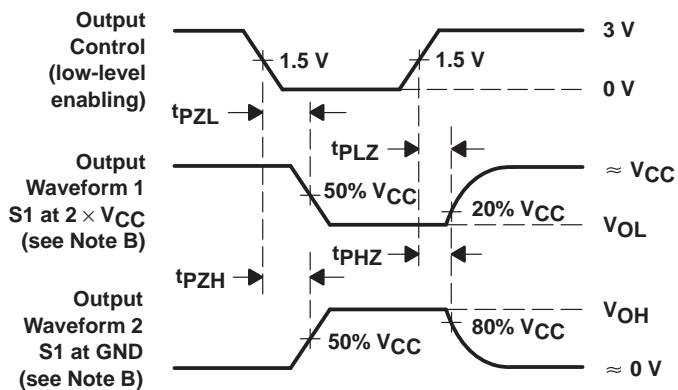 Output
Control
(low-level
enabling)
1.5 V
1.5 V
3 V
0 V
tPZL
tPLZ
Output
Waveform 1
S1 at 2 × VCC
(see Note B)
50% VCC
20% VCC
≈ VCC
VOL
tPZH
tPHZ
Output
Waveform 2
S1 at GND
(see Note B)
50% VCC
80% VCC
VOH
≈ 0 V